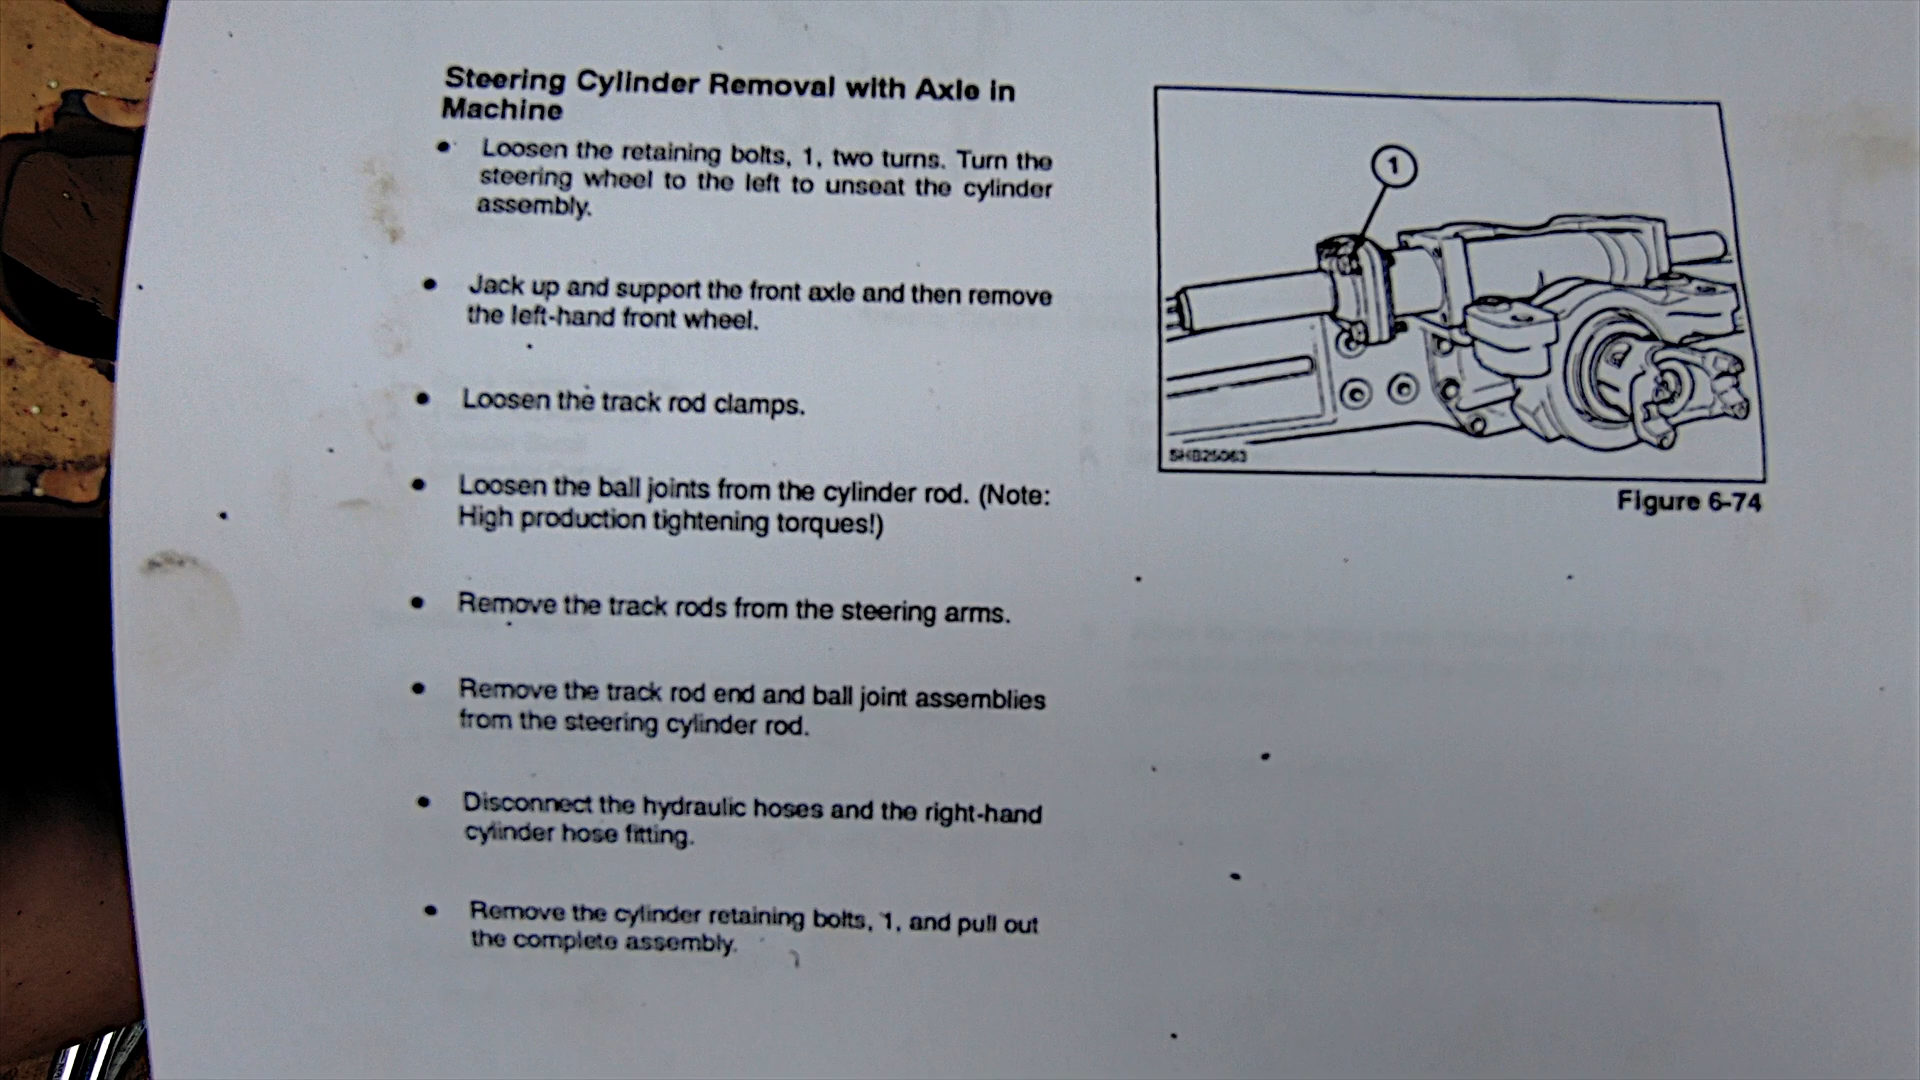 Steering Cylinder Removal with Axle in
Machine
• Loosen the retaining bolts, 1, two turns. Turn the
steering wheel to the left to unseat the cylinder
assembly.
• Jack up and support the front axle and then remove
the left-hand front wheel.
• Loosen the track rod clamps.
• Loosen the ball joints from the cylinder rod. (Note:
High production tightening torques!)
• Remove the track rods from the steering arms.
• Remove the track rod end and ball joint assemblies
from the steering cylinder rod.
• Disconnect the hydraulic hoses and the right-hand
cylinder hose fitting.
• Remove the cylinder retaining bolts, 1, and pull out
the complete assembly.
1
SHB25063
Figure 6-74